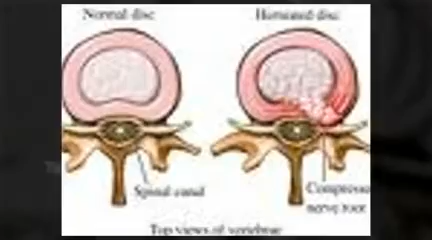 Normal disc
Herniated disc
Spinal canal
Compresse
nerve root
Top views of vertebrae